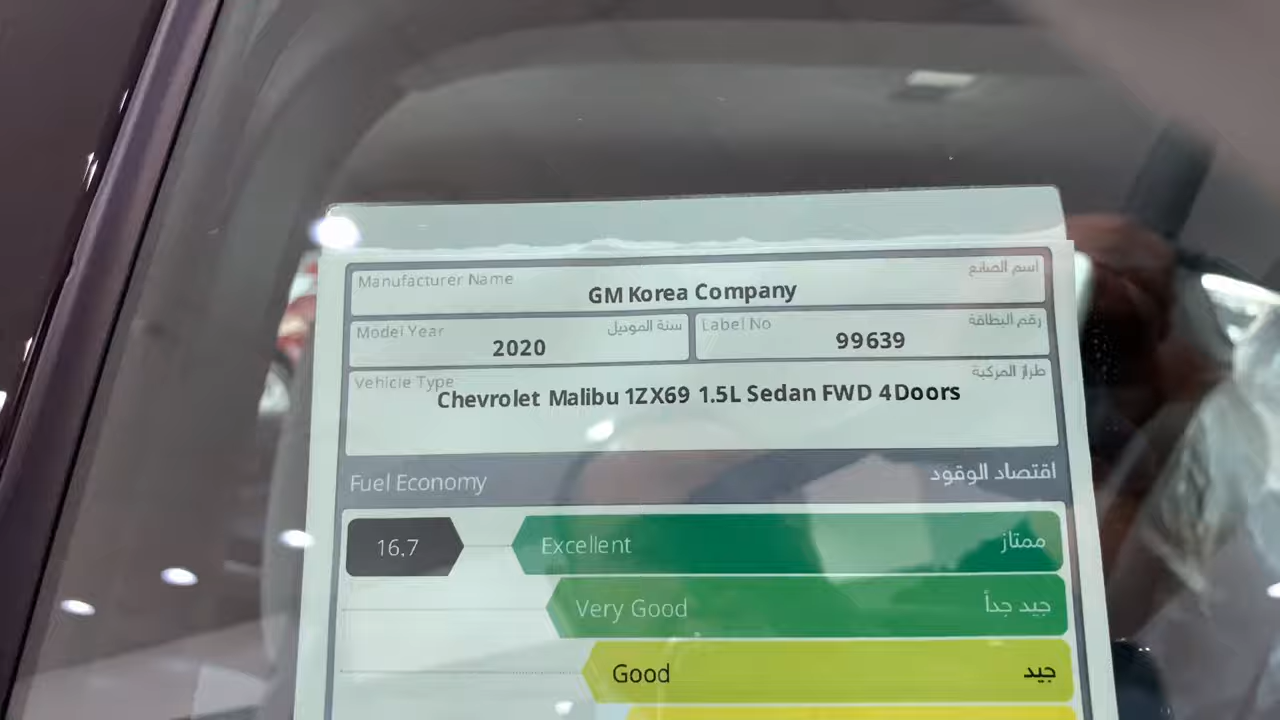 Manufacturer Name اسم الصانع
GM Korea Company
Model Year سنة الموديل Label No رقم البطاقة
2020 99639
Vehicle Type طراز المركبة
Chevrolet Malibu 1ZX69 1.5L Sedan FWD 4Doors
Fuel Economy اقتصاد الوقود
16.7 Excellent ممتاز
Very Good جيد جداً
Good جيد